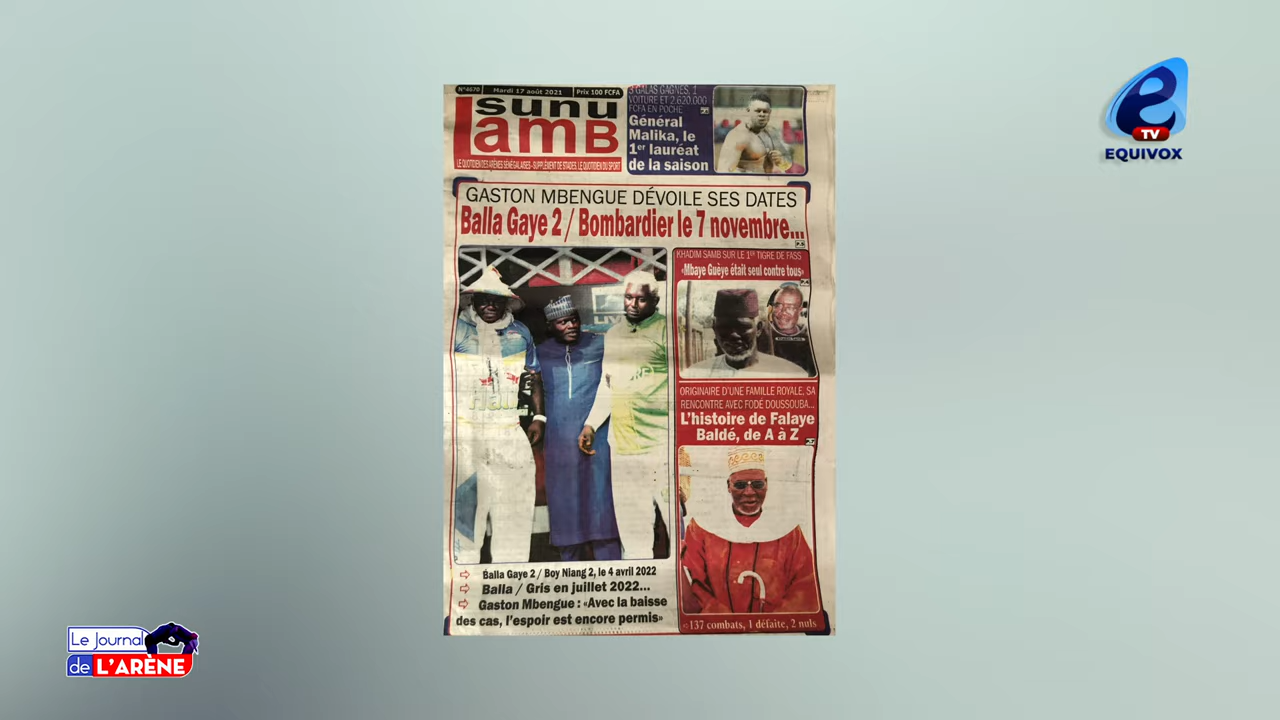 N°4670 Mardi 17 août 2021 Prix 100 FCFA
sunu
Lamb
LE QUOTIDIEN DES ARÈNES SÉNÉGALAISES - SUPPLÉMENT DE STADES, LE QUOTIDIEN DU SPORT
3 GALAS GAGNÉS, 1
VOITURE ET 2.620.000
FCFA EN POCHE
Général
Malika, le
1er lauréat
de la saison
GASTON MBENGUE DÉVOILE SES DATES
Balla Gaye 2 / Bombardier le 7 novembre...
KHADIM SAMB SUR LE 1ER TIGRE DE FASS
«Mbaye Guèye était seul contre tous»
ORIGINAIRE D'UNE FAMILLE ROYALE, SA
RENCONTRE AVEC FODÉ DOUSSOUBA...
L'histoire de Falaye
Baldé, de A à Z
Balla Gaye 2 / Boy Niang 2, le 4 avril 2022
Balla / Gris en juillet 2022...
Gaston Mbengue : «Avec la baisse
des cas, l'espoir est encore permis»
137 combats, 1 défaite, 2 nuls
e
TV
EQUIVOX
Le Journal
de L'ARÈNE